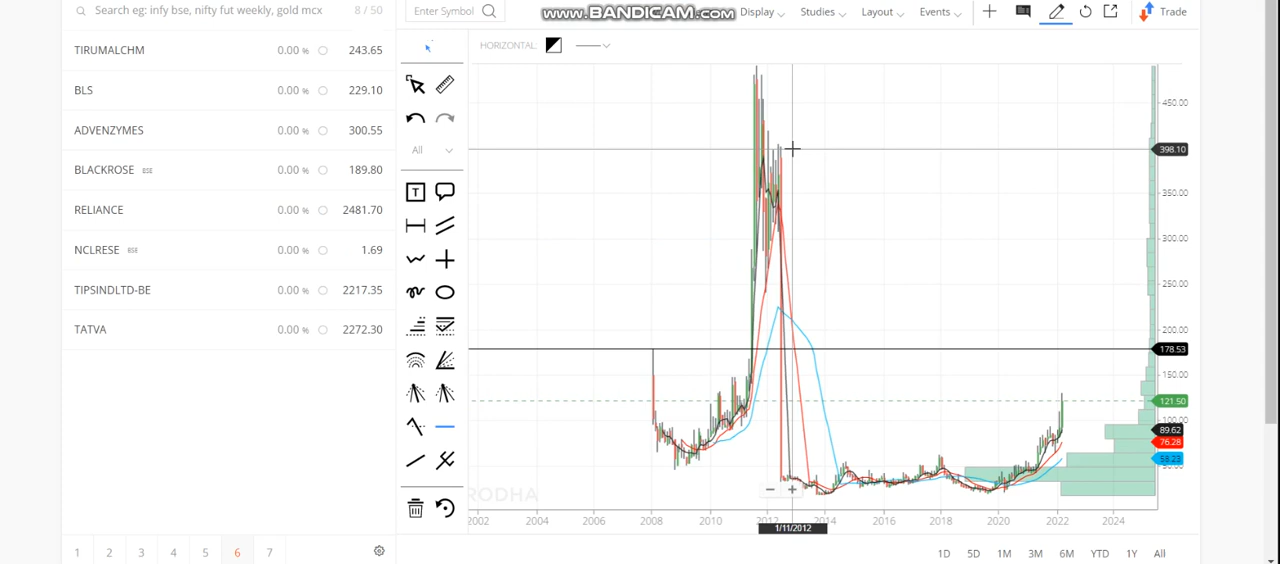 Search eg: infy bse, nifty fut weekly, gold mcx 8 / 50
TIRUMALCHM 0.00 % 243.65
BLS 0.00 % 229.10
ADVENZYMES 0.00 % 300.55
BLACKROSE BSE 0.00 % 189.80
RELIANCE 0.00 % 2481.70
NCLRESE BSE 0.00 % 1.69
TIPSINDLTD-BE 0.00 % 2217.35
TATVA 0.00 % 2272.30
1 2 3 4 5 6 7
Enter Symbol
www.BANDICAM.com
Display Studies Layout Events Trade
HORIZONTAL:
All
T
450.00
398.10
350.00
300.00
250.00
200.00
178.53
150.00
121.50
100.00
89.62
76.28
58.23
RODHA
2002 2004 2006 2008 2010 2012 2014 2016 2018 2020 2022 2024
1/11/2012
1D 5D 1M 3M 6M YTD 1Y All